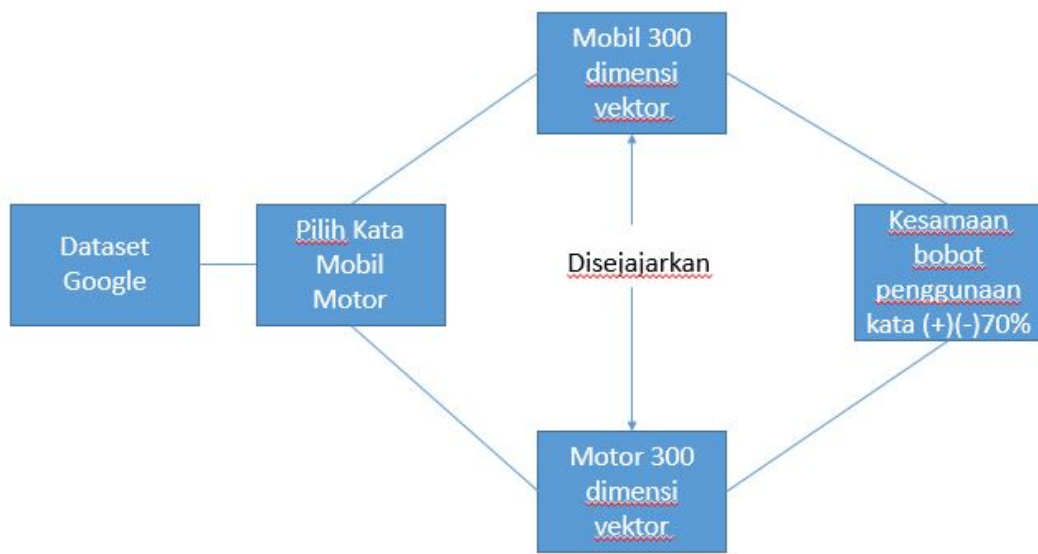 Mobil 300
dimensi
vektor
Dataset
Google
Pilih Kata
Mobil
Motor
Disejajarkan
Kesamaan
bobot
penggunaan
kata (+)(-)70%
Motor 300
dimensi
vektor